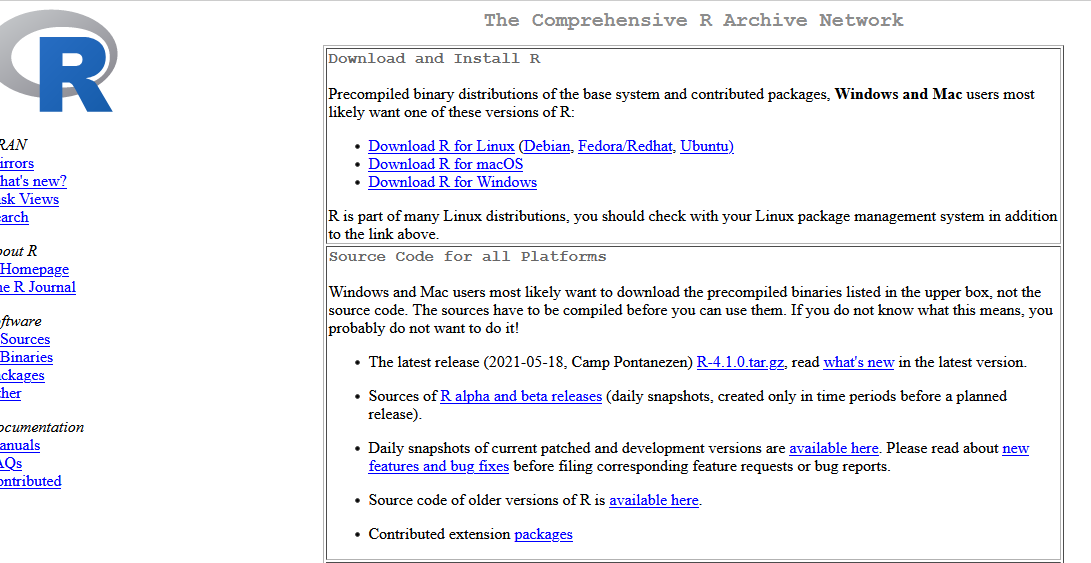 R
RAN
irrors
hat's new?
sk Views
earch
bout R
Homepage
he R Journal
oftware
Sources
Binaries
ackages
ther
ocumentation
anuals
AQs
ontributed
The Comprehensive R Archive Network
Download and Install R
Precompiled binary distributions of the base system and contributed packages, Windows and Mac users most
likely want one of these versions of R:
• Download R for Linux (Debian, Fedora/Redhat, Ubuntu)
• Download R for macOS
• Download R for Windows
R is part of many Linux distributions, you should check with your Linux package management system in addition
to the link above.
Source Code for all Platforms
Windows and Mac users most likely want to download the precompiled binaries listed in the upper box, not the
source code. The sources have to be compiled before you can use them. If you do not know what this means, you
probably do not want to do it!
• The latest release (2021-05-18, Camp Pontanezen) R-4.1.0.tar.gz, read what's new in the latest version.
• Sources of R alpha and beta releases (daily snapshots, created only in time periods before a planned
release).
• Daily snapshots of current patched and development versions are available here. Please read about new
features and bug fixes before filing corresponding feature requests or bug reports.
• Source code of older versions of R is available here.
• Contributed extension packages